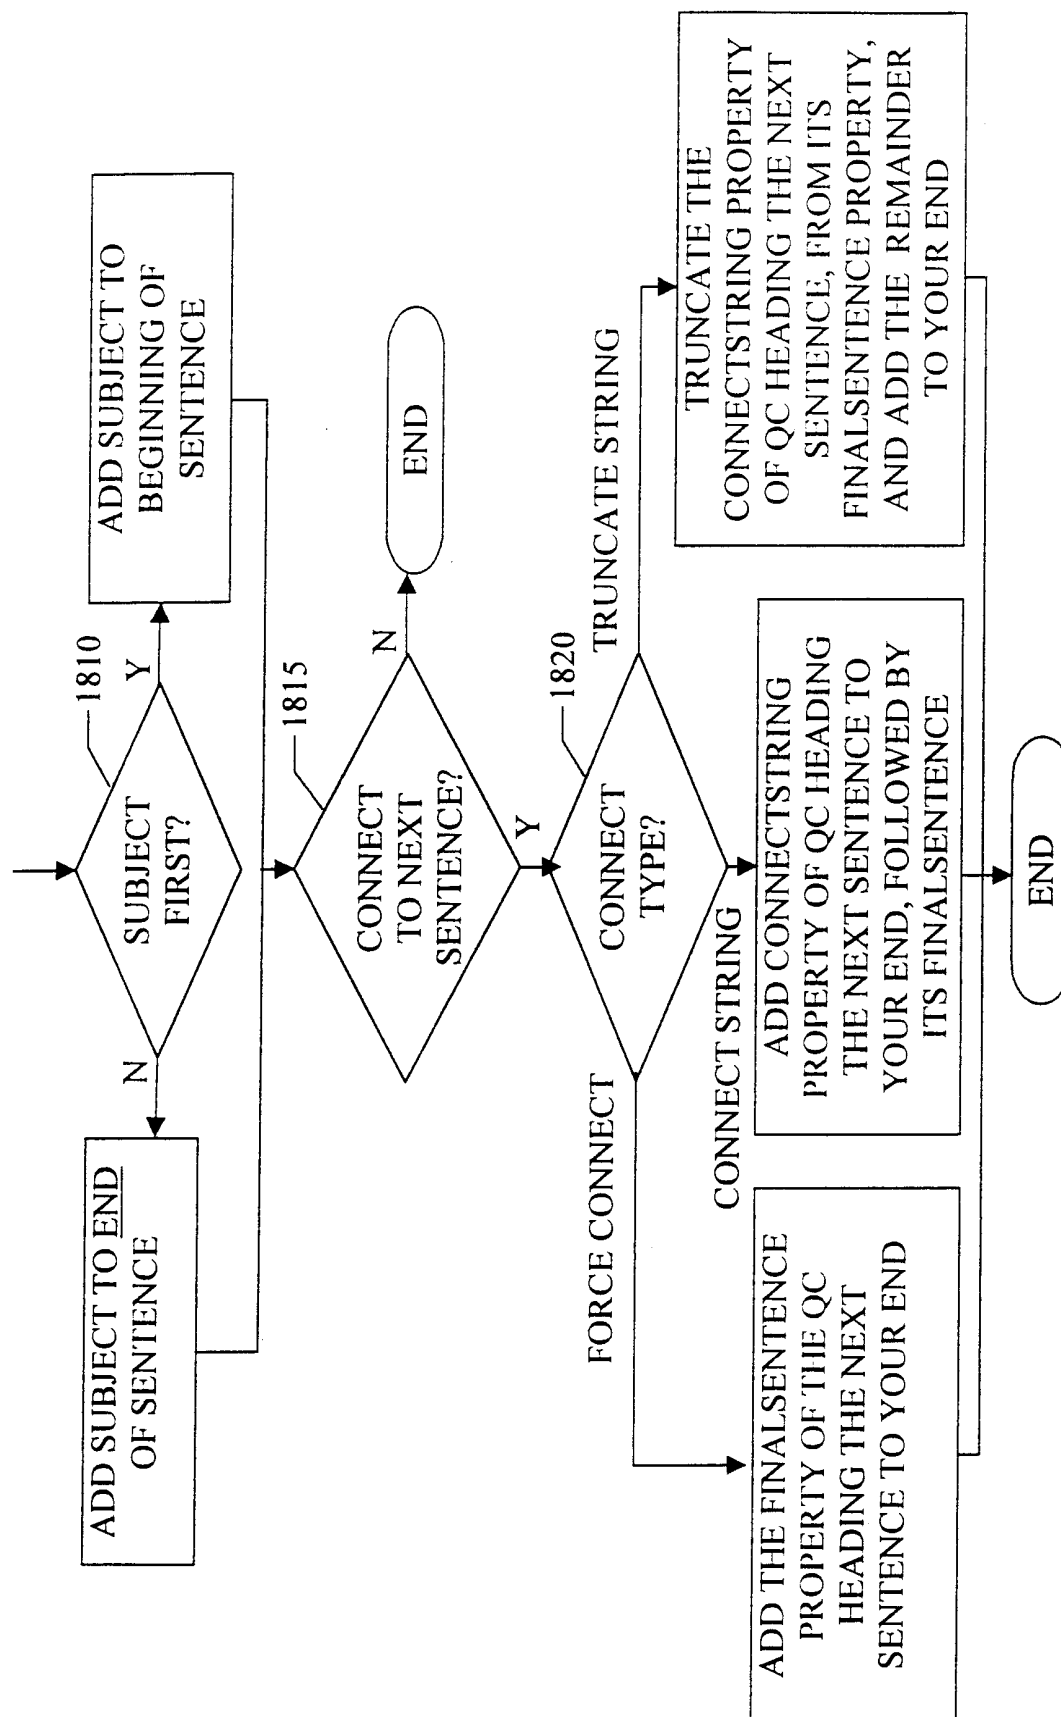 1810
SUBJECT
FIRST?
N
Y
ADD SUBJECT TO END
OF SENTENCE
ADD SUBJECT TO
BEGINNING OF
SENTENCE
1815
CONNECT
TO NEXT
SENTENCE?
N
END
Y
1820
CONNECT
TYPE?
FORCE CONNECT
CONNECT STRING
TRUNCATE STRING
ADD THE FINALSENTENCE
PROPERTY OF THE QC
HEADING THE NEXT
SENTENCE TO YOUR END
ADD CONNECTSTRING
PROPERTY OF QC HEADING
THE NEXT SENTENCE TO
YOUR END, FOLLOWED BY
ITS FINALSENTENCE
TRUNCATE THE
CONNECTSTRING PROPERTY
OF QC HEADING THE NEXT
SENTENCE, FROM ITS
FINALSENTENCE PROPERTY,
AND ADD THE REMAINDER
TO YOUR END
END